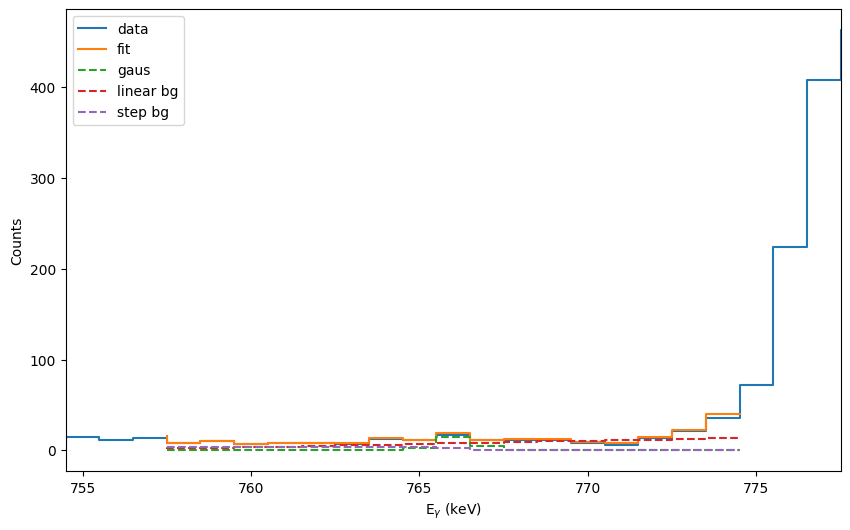 data
fit
gaus
linear bg
step bg
Counts
400
300
200
100
0
755
760
765
770
775
Eγ (keV)